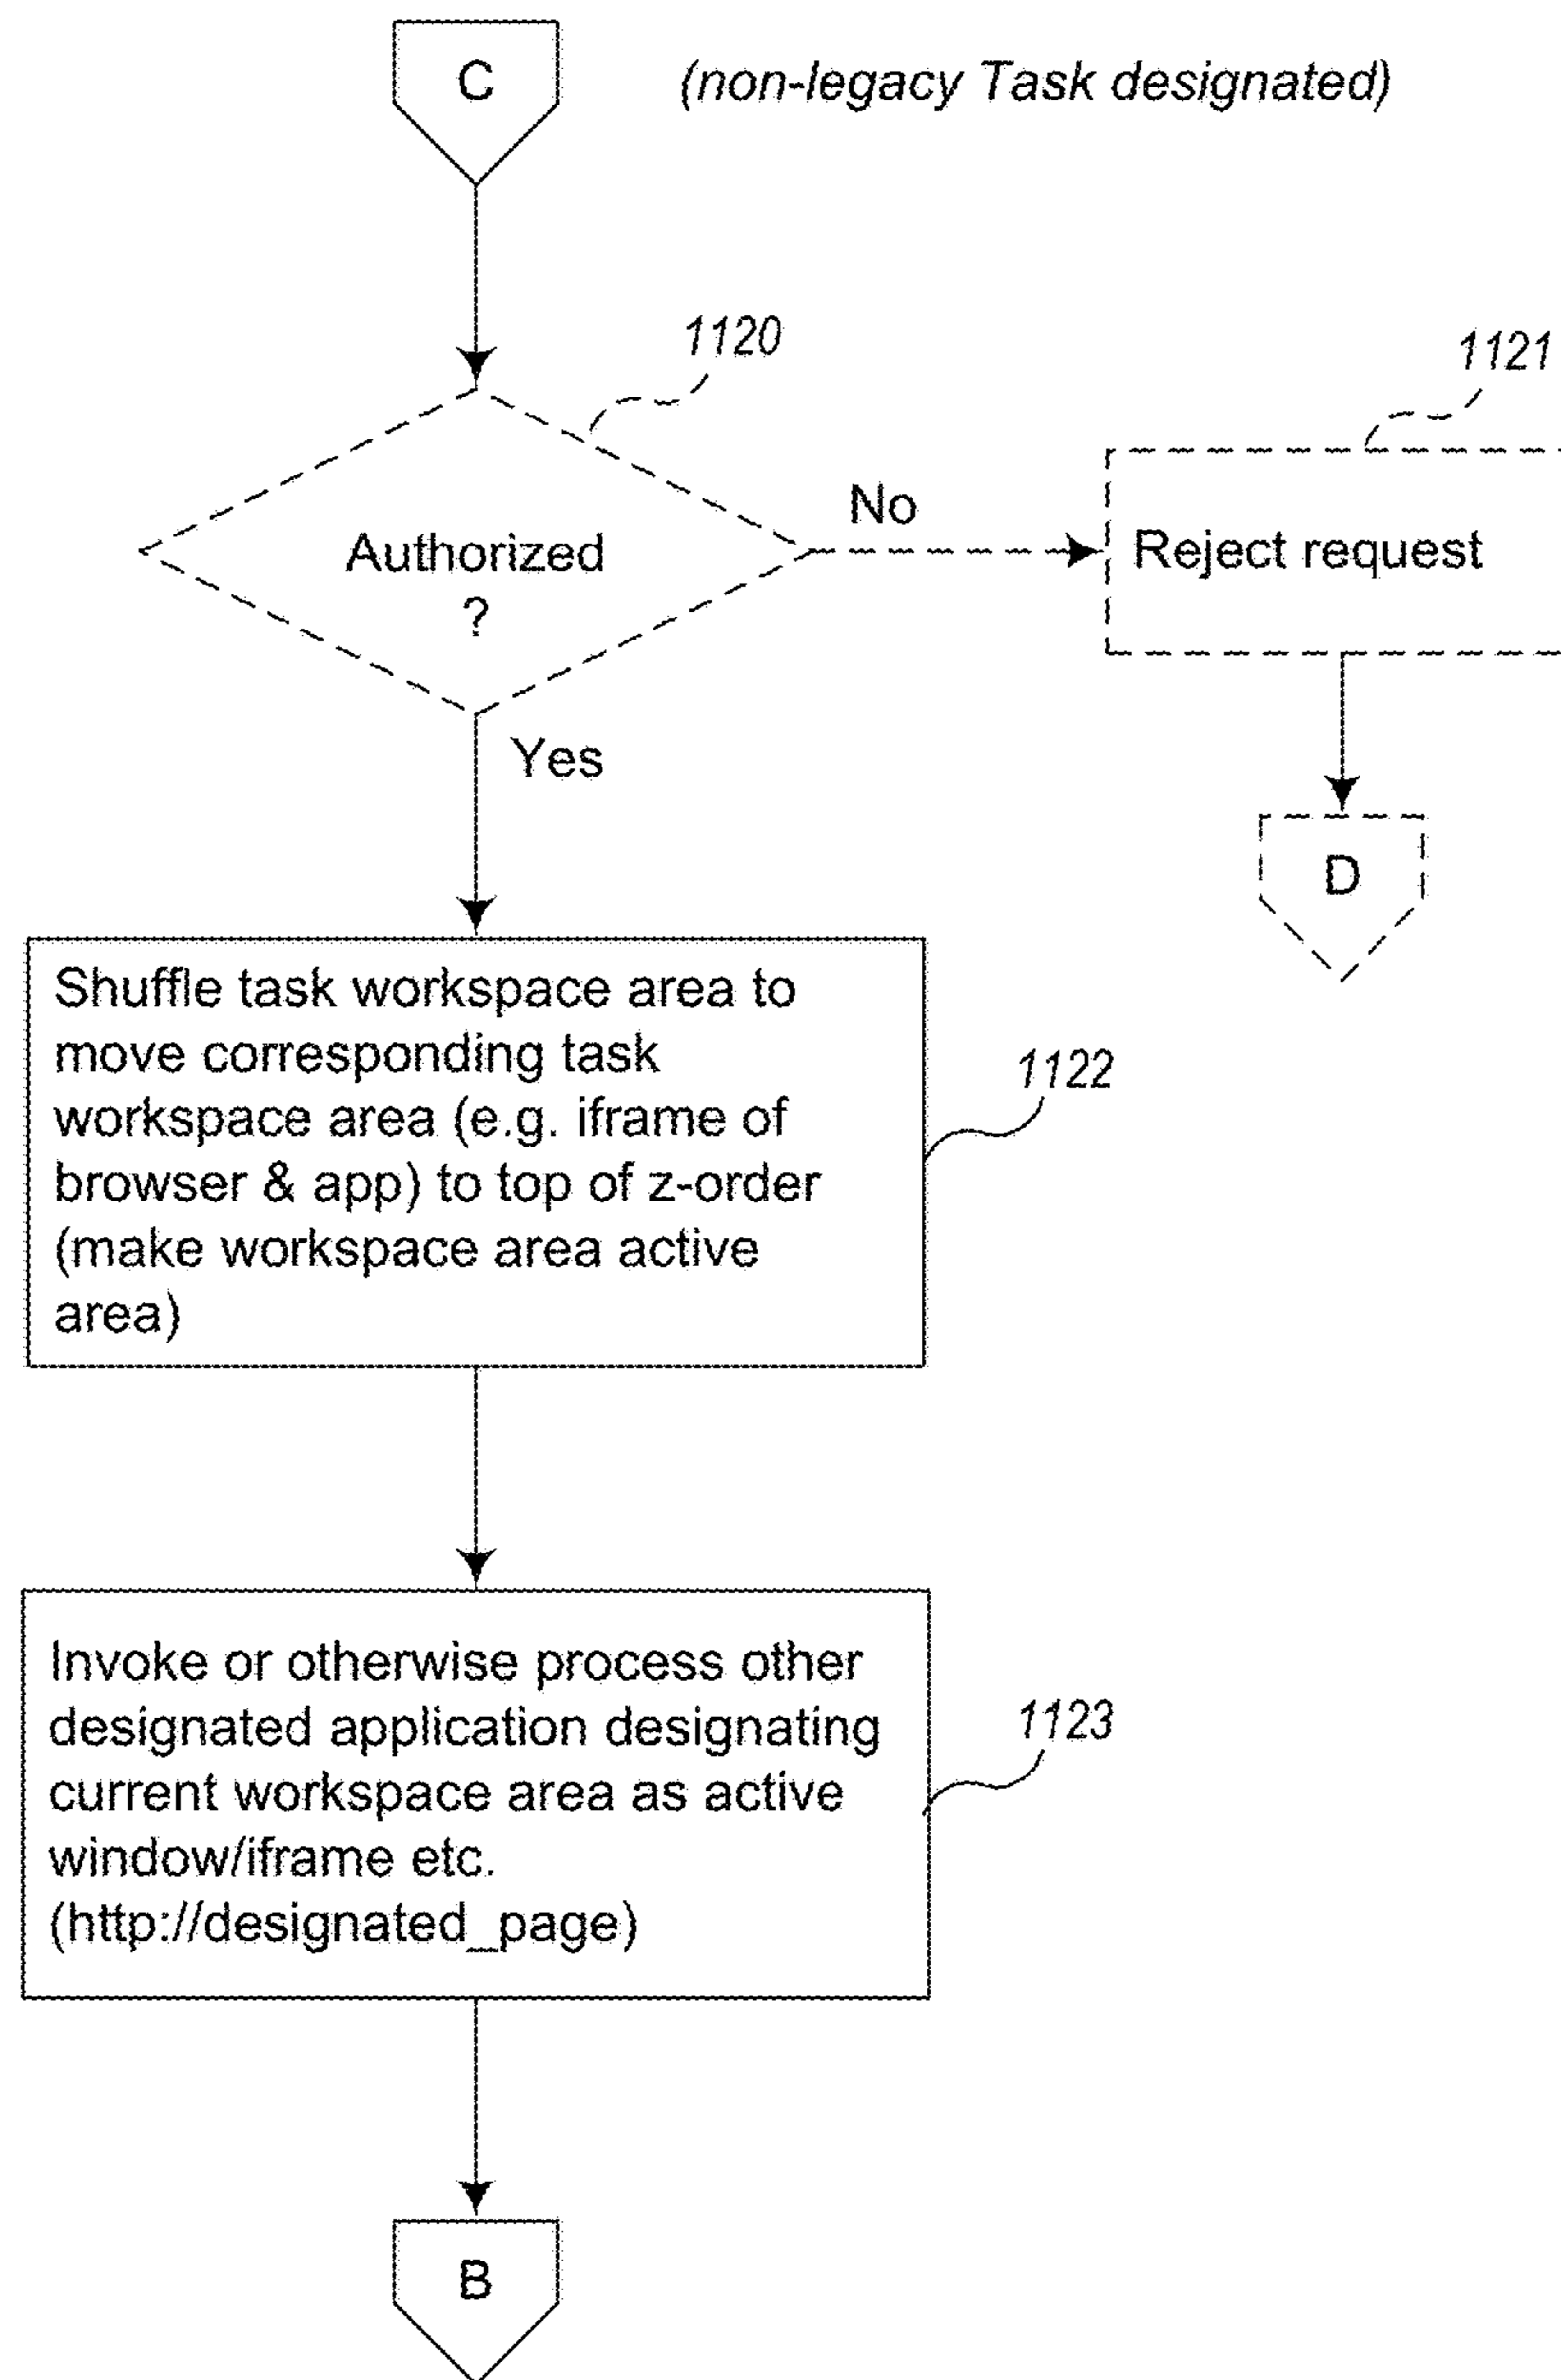 C
(non-legacy Task designated)
1120
1121
Authorized
?
No
Reject request
Yes
D
Shuffle task workspace area to
move corresponding task
workspace area (e.g. iframe of
browser & app) to top of z-order
(make workspace area active
area)
1122
Invoke or otherwise process other
designated application designating
current workspace area as active
window/iframe etc.
(http://designated_page)
1123
B